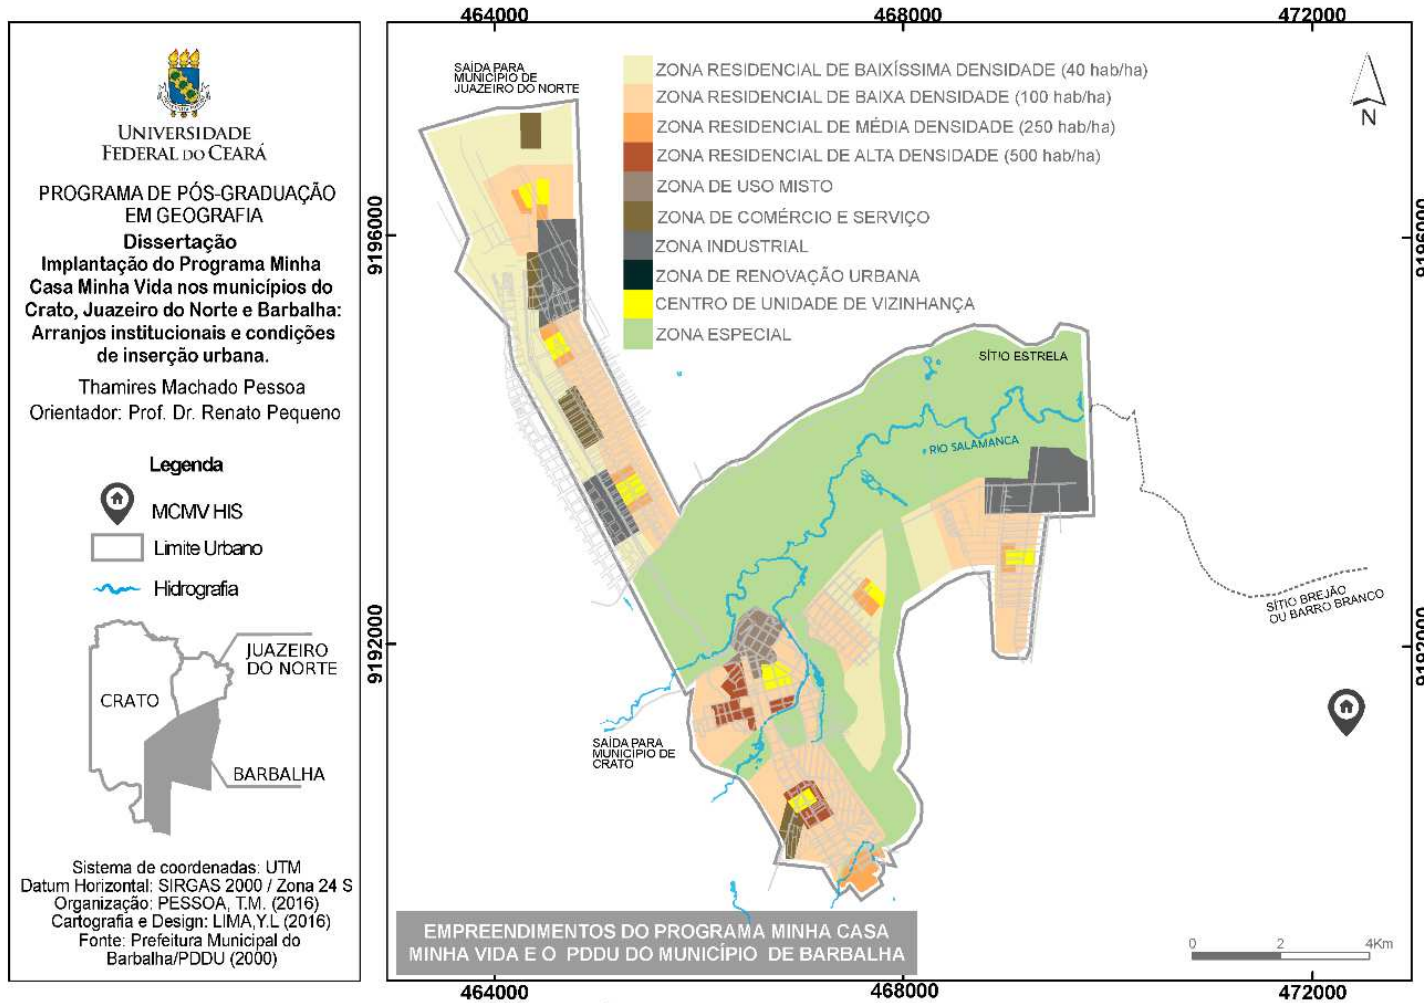 UNIVERSIDADE
FEDERAL DO CEARÁ
PROGRAMA DE PÓS-GRADUAÇÃO
EM GEOGRAFIA
Dissertação
Implantação do Programa Minha
Casa Minha Vida nos municípios do
Crato, Juazeiro do Norte e Barbalha:
Arranjos institucionais e condições
de inserção urbana.
Thamires Machado Pessoa
Orientador: Prof. Dr. Renato Pequeno
Legenda
MCMV HIS
Limite Urbano
Hidrografia
JUAZEIRO
DO NORTE
CRATO
BARBALHA
Sistema de coordenadas: UTM
Datum Horizontal: SIRGAS 2000 / Zona 24 S
Organização: PESSOA, T.M. (2016)
Cartografia e Design: LIMA,Y.L (2016)
Fonte: Prefeitura Municipal do
Barbalha/PDDU (2000)
464000
468000
472000
SAÍDA PARA
MUNICÍPIO DE
JUAZEIRO DO NORTE
ZONA RESIDENCIAL DE BAIXÍSSIMA DENSIDADE (40 hab/ha)
ZONA RESIDENCIAL DE BAIXA DENSIDADE (100 hab/ha)
ZONA RESIDENCIAL DE MÉDIA DENSIDADE (250 hab/ha)
ZONA RESIDENCIAL DE ALTA DENSIDADE (500 hab/ha)
ZONA DE USO MISTO
ZONA DE COMÉRCIO E SERVIÇO
ZONA INDUSTRIAL
ZONA DE RENOVAÇÃO URBANA
CENTRO DE UNIDADE DE VIZINHANÇA
ZONA ESPECIAL
N
9196000
9196000
SÍTIO ESTRELA
RIO SALAMANCA
SÍTIO BREJÃO
OU BARRO BRANCO
9192000
9192000
SAÍDA PARA
MUNICÍPIO DE
CRATO
EMPREENDIMENTOS DO PROGRAMA MINHA CASA
MINHA VIDA E O PDDU DO MUNICÍPIO DE BARBALHA
0 2 4Km
464000
468000
472000